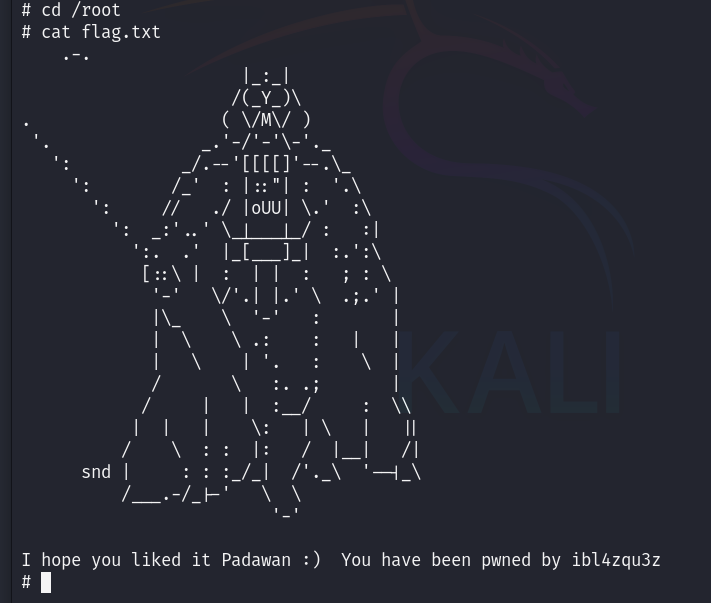 # cd /root
# cat flag.txt
    .-.
                      |_:_|
                     /(_Y_)\
.                   ( \/M\/ )
 '.               _.'-/'-'\-'._
   ':           _/.--'[[[[]'--.\_
     ':        /_'  : |::"| :  '.\
       ':     //   ./ |oUU| \.'  :\
         ':  _:'..' \_|___|_/ :   :|
           ':.  .'  |_[___]_|  :.':\
            [::\ |  :  | |  :   ; : \
             '-'   \/'.| |.' \  .;.' |
             |\_    \  '-'   :       |
             |  \    \ .:    :   |   |
             |   \    | '.   :    \  |
             /       \   :. .;       |
            /     |   |  :__/     :  \\
           |  |   |    \:   | \   |   ||
          /    \  : :  |:   /  |__|   /|
      snd |     : : :_/_|  /'._\  '--|_\
          /___.-/_|-'   \  \
                         '-'
I hope you liked it Padawan :)  You have been pwned by ibl4zqu3z
#
KALI